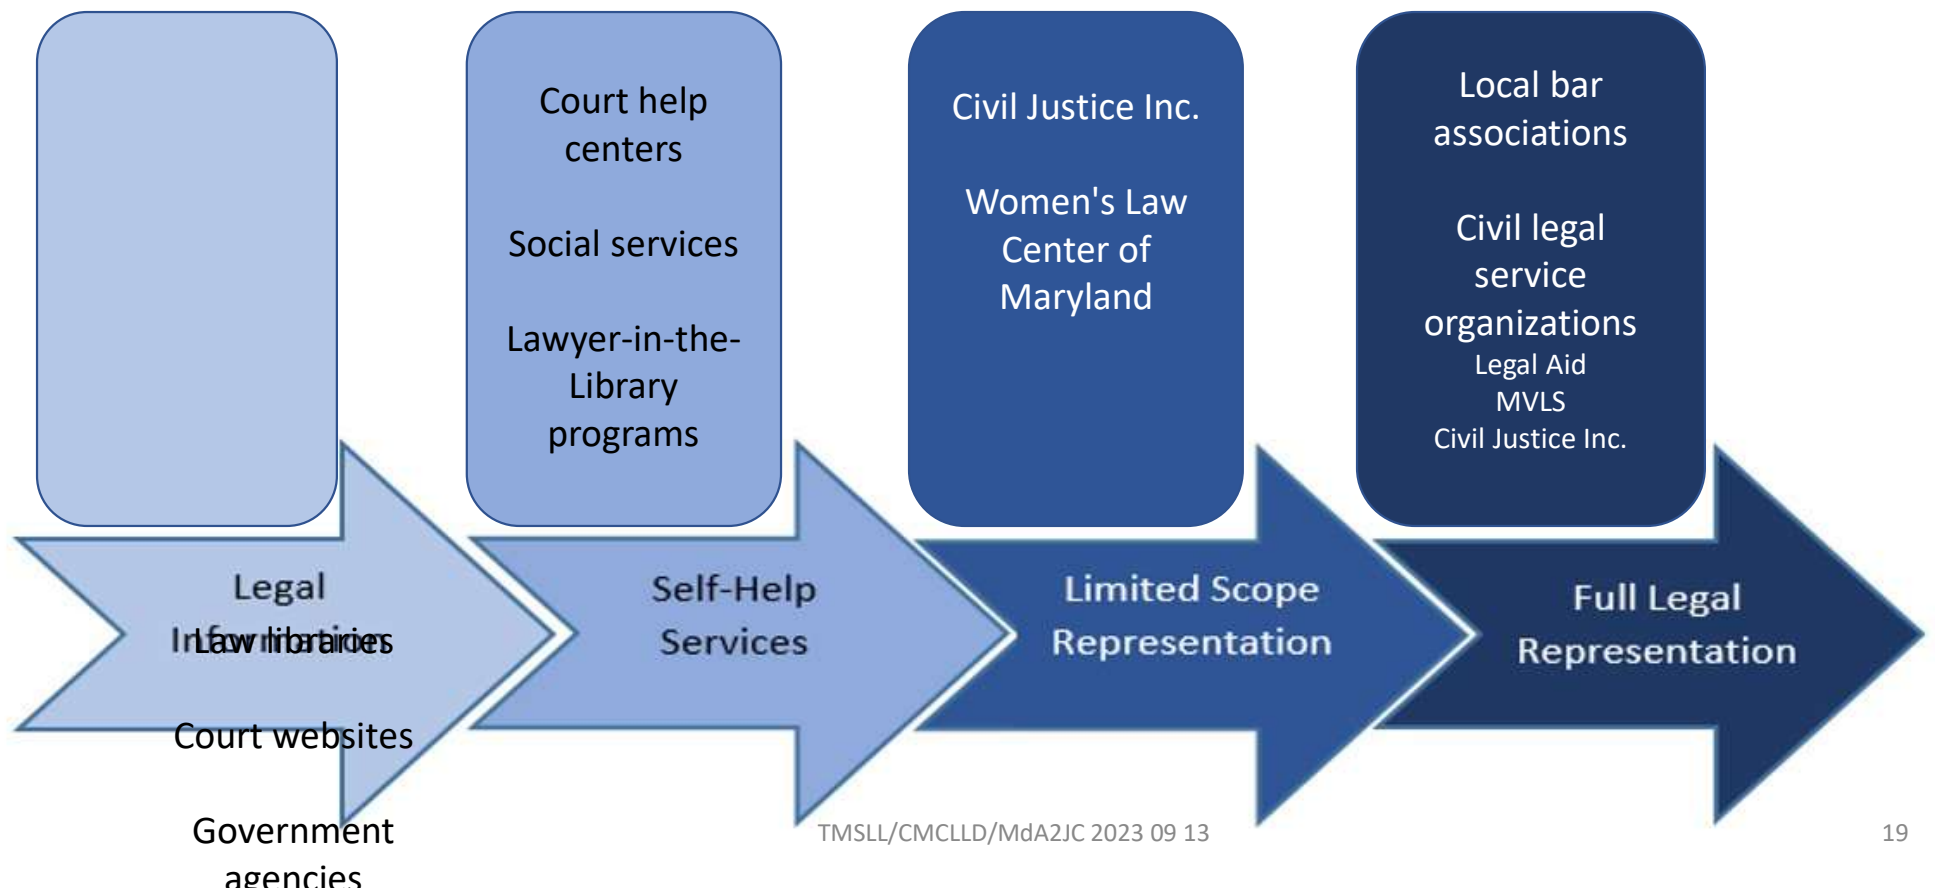 Court help
centers
Social services
Lawyer-in-the-
Library
programs
Civil Justice Inc.
Women's Law
Center of
Maryland
Local bar
associations
Civil legal
service
organizations
Legal Aid
MVLS
Civil Justice Inc.
Legal
Information
Law libraries
Court websites
Government
agencies
Self-Help
Services
Limited Scope
Representation
Full Legal
Representation
TMSLL/CMCLLD/MdA2JC 2023 09 13
19